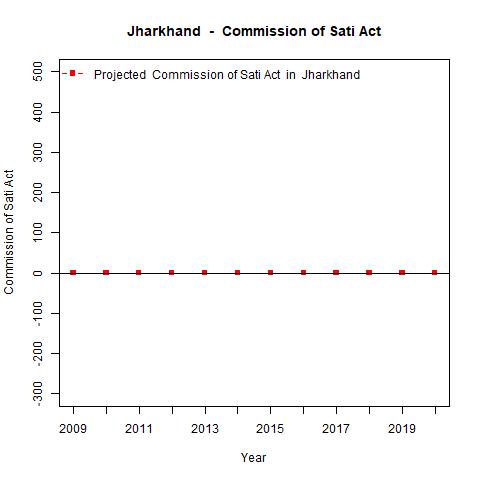 Jharkhand - Commission of Sati Act
Projected Commission of Sati Act in Jharkhand
Commission of Sati Act
500
400
300
200
100
0
-100
-200
-300
2009 2011 2013 2015 2017 2019
Year